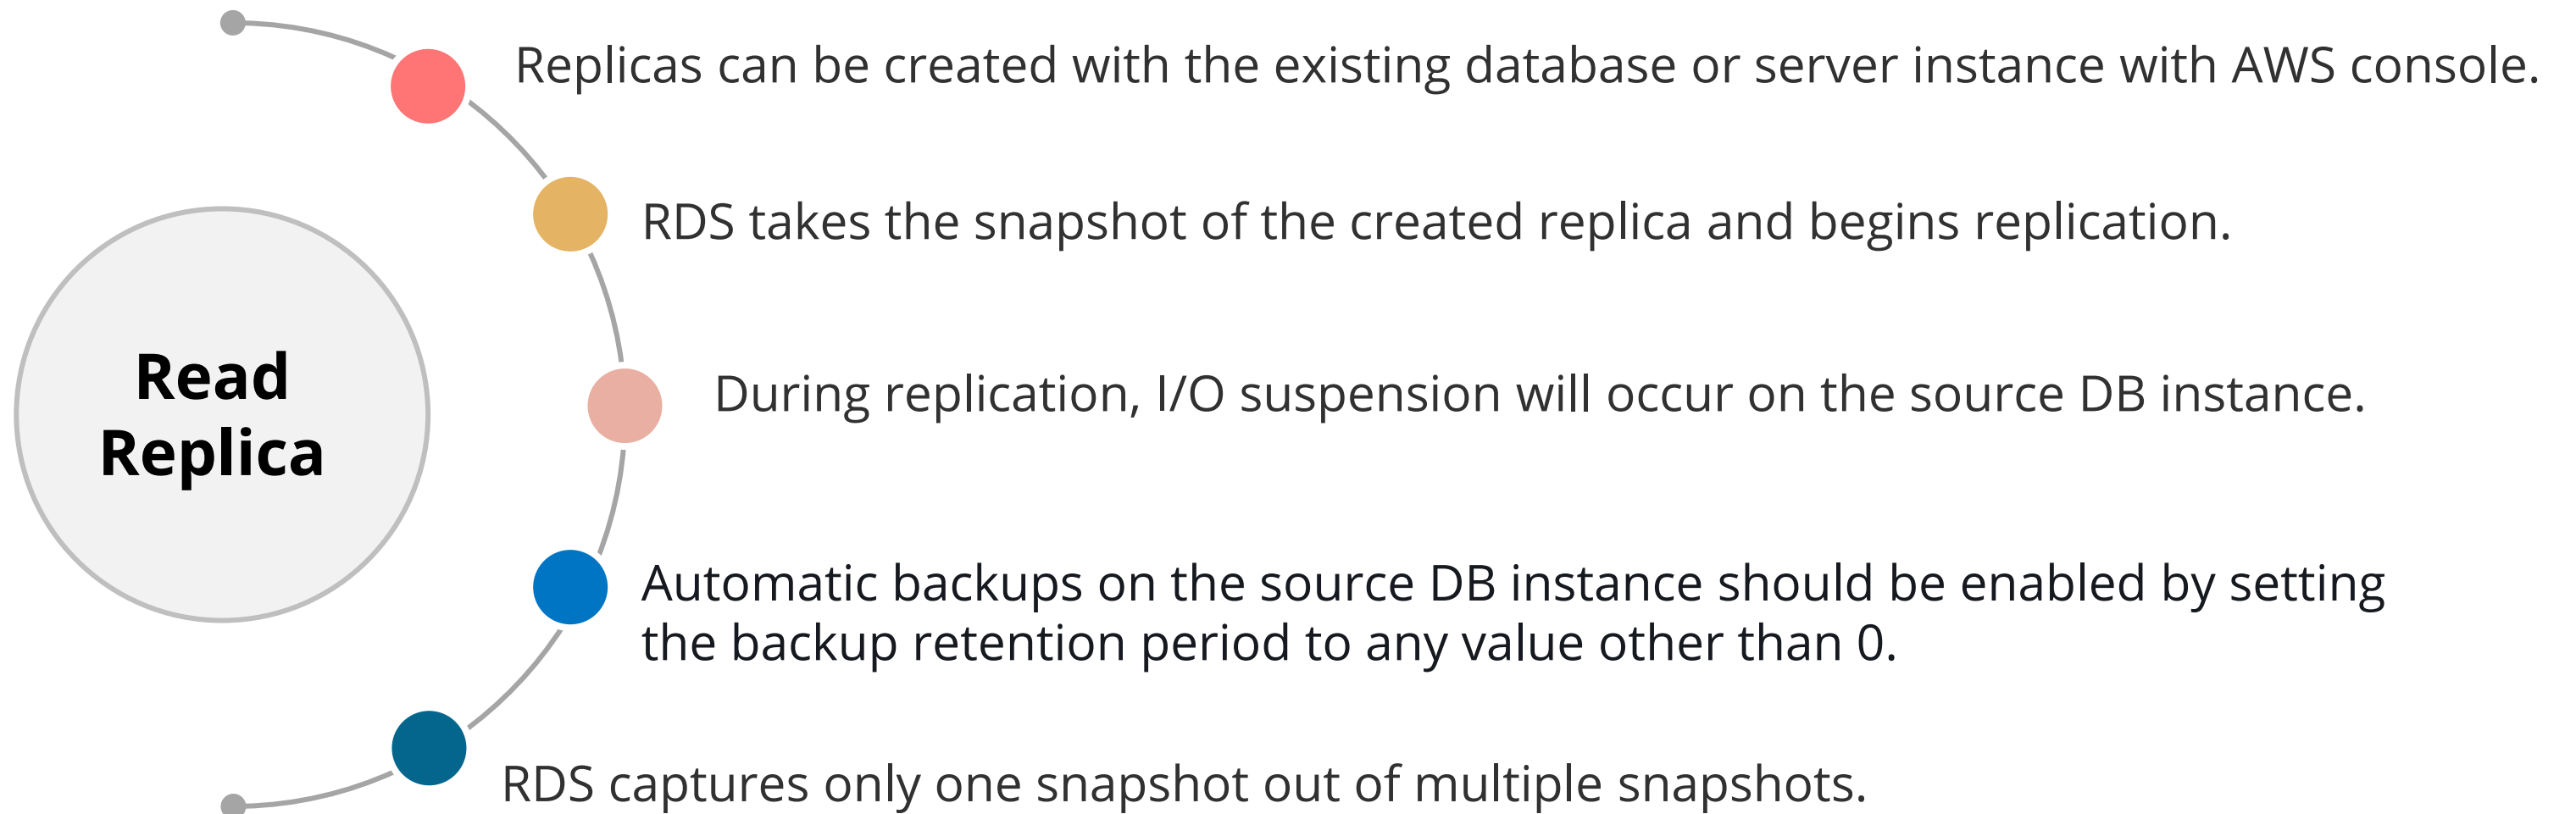 Read
Replica
Replicas can be created with the existing database or server instance with AWS console.
RDS takes the snapshot of the created replica and begins replication.
During replication, I/O suspension will occur on the source DB instance.
Automatic backups on the source DB instance should be enabled by setting
the backup retention period to any value other than 0.
RDS captures only one snapshot out of multiple snapshots.